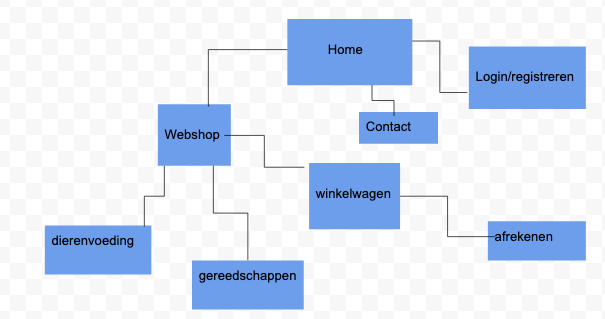 Home
Login/registreren
Contact
Webshop
winkelwagen
dierenvoeding
afrekenen
gereedschappen